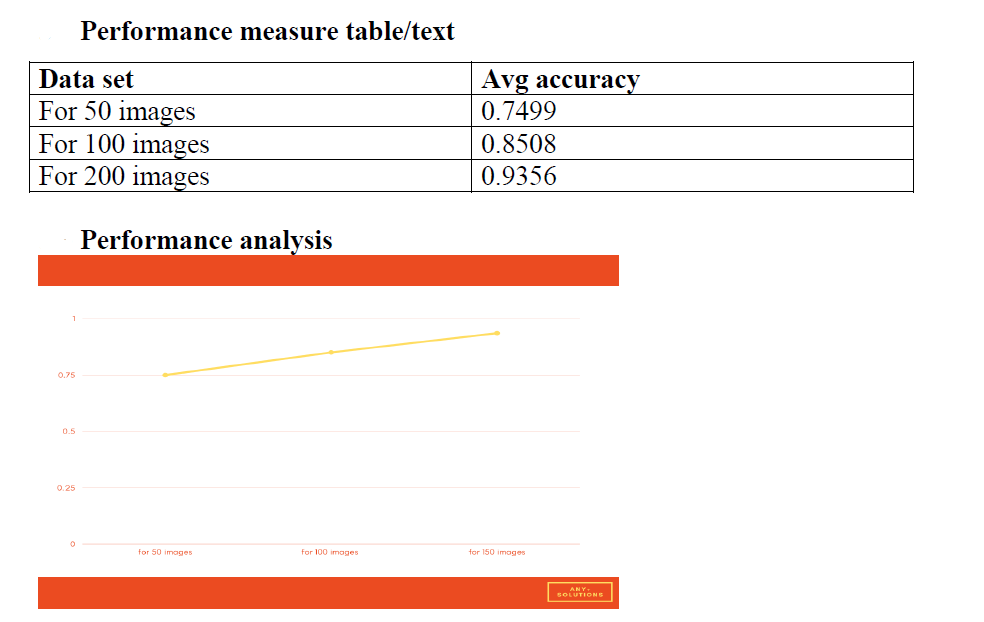 Performance measure table/text
Data set Avg accuracy
For 50 images 0.7499
For 100 images 0.8508
For 200 images 0.9356
Performance analysis
1
0.75
0.5
0.25
0
for 50 images for 100 images for 150 images
ANY-
SOLUTIONS